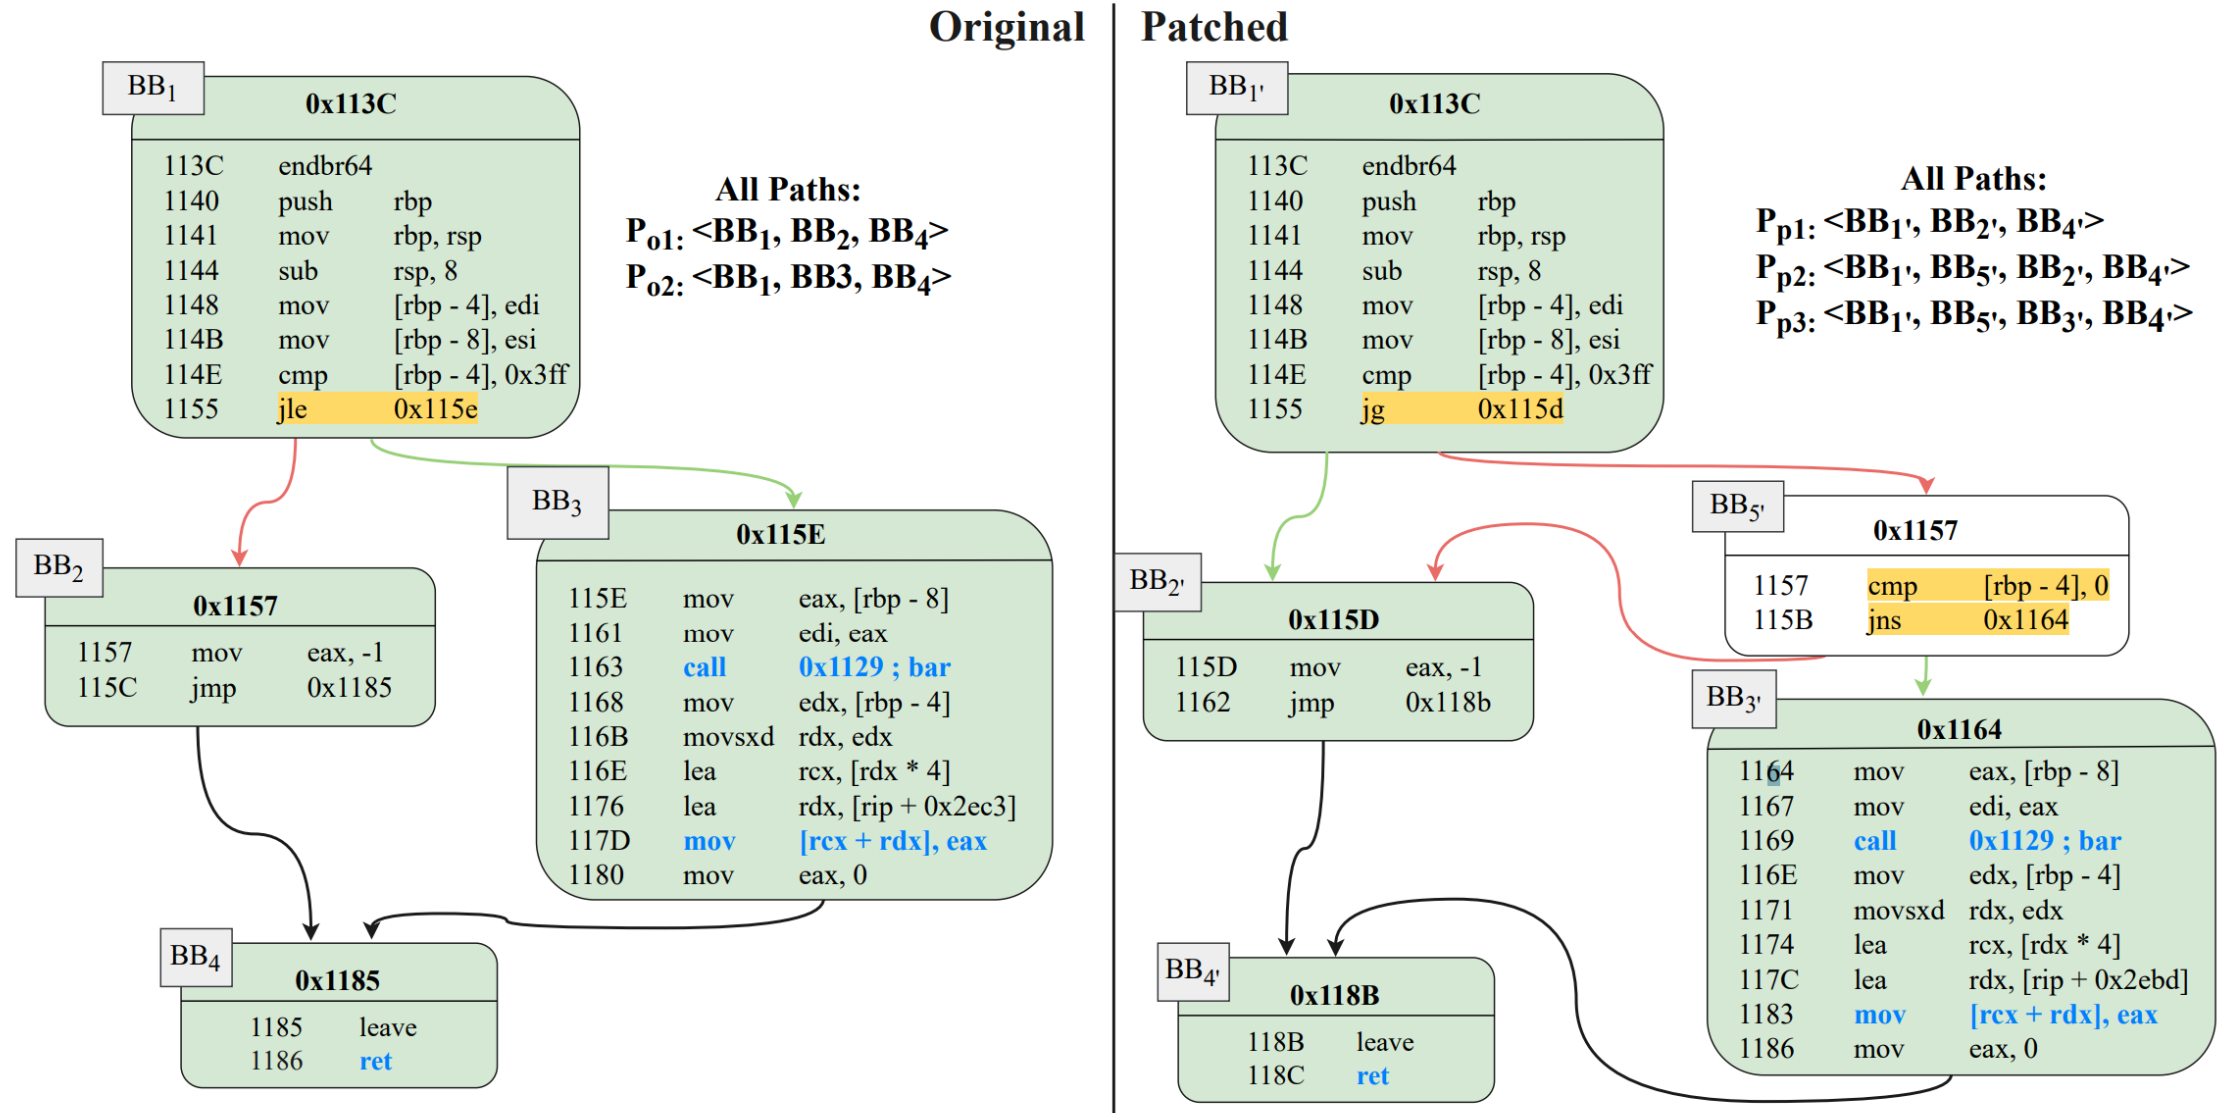 Original
BB1
0x113C
113C endbr64
1140 push rbp
1141 mov rbp, rsp
1144 sub rsp, 8
1148 mov [rbp - 4], edi
114B mov [rbp - 8], esi
114E cmp [rbp - 4], 0x3ff
1155 jle 0x115e
All Paths:
Po1: <BB1, BB2, BB4>
Po2: <BB1, BB3, BB4>
BB2
0x1157
1157 mov eax, -1
115C jmp 0x1185
BB3
0x115E
115E mov eax, [rbp - 8]
1161 mov edi, eax
1163 call 0x1129 ; bar
1168 mov edx, [rbp - 4]
116B movsxd rdx, edx
116E lea rcx, [rdx * 4]
1176 lea rdx, [rip + 0x2ec3]
117D mov [rcx + rdx], eax
1180 mov eax, 0
BB4
0x1185
1185 leave
1186 ret
Patched
BB1'
0x113C
113C endbr64
1140 push rbp
1141 mov rbp, rsp
1144 sub rsp, 8
1148 mov [rbp - 4], edi
114B mov [rbp - 8], esi
114E cmp [rbp - 4], 0x3ff
1155 jg 0x115d
All Paths:
Pp1: <BB1', BB2', BB4'>
Pp2: <BB1', BB5', BB2', BB4'>
Pp3: <BB1', BB5', BB3', BB4'>
BB5'
0x1157
1157 cmp [rbp - 4], 0
115B jns 0x1164
BB2'
0x115D
115D mov eax, -1
1162 jmp 0x118b
BB3'
0x1164
1164 mov eax, [rbp - 8]
1167 mov edi, eax
1169 call 0x1129 ; bar
116E mov edx, [rbp - 4]
1171 movsxd rdx, edx
1174 lea rcx, [rdx * 4]
117C lea rdx, [rip + 0x2ebd]
1183 mov [rcx + rdx], eax
1186 mov eax, 0
BB4'
0x118B
118B leave
118C ret